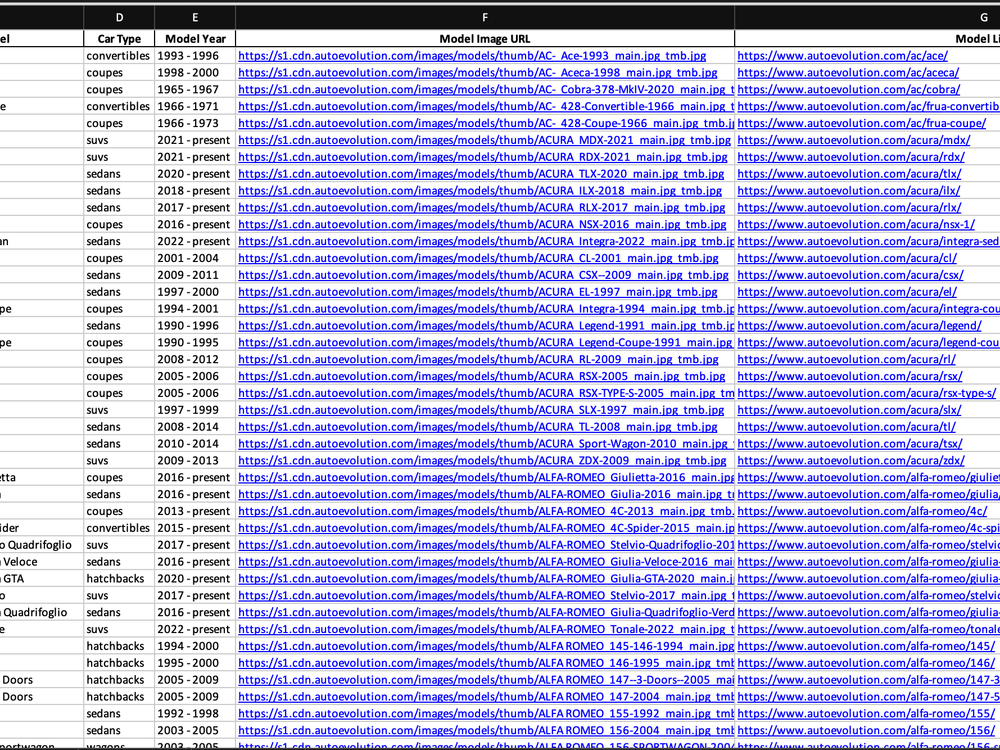 D E F G
el Car Type Model Year Model Image URL Model Li
convertibles 1993 - 1996 https://s1.cdn.autoevolution.com/images/models/thumb/AC-_Ace-1993_main.jpg_tmb.jpg https://www.autoevolution.com/ac/ace/
coupes 1998 - 2000 https://s1.cdn.autoevolution.com/images/models/thumb/AC-_Aceca-1998_main.jpg_tmb.jpg https://www.autoevolution.com/ac/aceca/
coupes 1965 - 1967 https://s1.cdn.autoevolution.com/images/models/thumb/AC-_Cobra-378-MkIV-2020_main.jpg_t https://www.autoevolution.com/ac/cobra/
e convertibles 1966 - 1971 https://s1.cdn.autoevolution.com/images/models/thumb/AC-_428-Convertible-1966_main.jpg_t https://www.autoevolution.com/ac/frua-convertib
coupes 1966 - 1973 https://s1.cdn.autoevolution.com/images/models/thumb/AC-_428-Coupe-1966_main.jpg_tmb.j https://www.autoevolution.com/ac/frua-coupe/
suvs 2021 - present https://s1.cdn.autoevolution.com/images/models/thumb/ACURA_MDX-2021_main.jpg_tmb.jpg https://www.autoevolution.com/acura/mdx/
suvs 2021 - present https://s1.cdn.autoevolution.com/images/models/thumb/ACURA_RDX-2021_main.jpg_tmb.jpg https://www.autoevolution.com/acura/rdx/
sedans 2020 - present https://s1.cdn.autoevolution.com/images/models/thumb/ACURA_TLX-2020_main.jpg_tmb.jpg https://www.autoevolution.com/acura/tlx/
sedans 2018 - present https://s1.cdn.autoevolution.com/images/models/thumb/ACURA_ILX-2018_main.jpg_tmb.jpg https://www.autoevolution.com/acura/ilx/
sedans 2017 - present https://s1.cdn.autoevolution.com/images/models/thumb/ACURA_RLX-2017_main.jpg_tmb.jpg https://www.autoevolution.com/acura/rlx/
coupes 2016 - present https://s1.cdn.autoevolution.com/images/models/thumb/ACURA_NSX-2016_main.jpg_tmb.jpg https://www.autoevolution.com/acura/nsx-1/
an sedans 2022 - present https://s1.cdn.autoevolution.com/images/models/thumb/ACURA_Integra-2022_main.jpg_tmb.jp https://www.autoevolution.com/acura/integra-sed
coupes 2001 - 2004 https://s1.cdn.autoevolution.com/images/models/thumb/ACURA_CL-2001_main.jpg_tmb.jpg https://www.autoevolution.com/acura/cl/
sedans 2009 - 2011 https://s1.cdn.autoevolution.com/images/models/thumb/ACURA_CSX--2009_main.jpg_tmb.jpg https://www.autoevolution.com/acura/csx/
sedans 1997 - 2000 https://s1.cdn.autoevolution.com/images/models/thumb/ACURA_EL-1997_main.jpg_tmb.jpg https://www.autoevolution.com/acura/el/
pe coupes 1994 - 2001 https://s1.cdn.autoevolution.com/images/models/thumb/ACURA_Integra-1994_main.jpg_tmb.jp https://www.autoevolution.com/acura/integra-cou
sedans 1990 - 1996 https://s1.cdn.autoevolution.com/images/models/thumb/ACURA_Legend-1991_main.jpg_tmb.jp https://www.autoevolution.com/acura/legend/
pe coupes 1990 - 1995 https://s1.cdn.autoevolution.com/images/models/thumb/ACURA_Legend-Coupe-1991_main.jpg_ https://www.autoevolution.com/acura/legend-cou
coupes 2008 - 2012 https://s1.cdn.autoevolution.com/images/models/thumb/ACURA_RL-2009_main.jpg_tmb.jpg https://www.autoevolution.com/acura/rl/
coupes 2005 - 2006 https://s1.cdn.autoevolution.com/images/models/thumb/ACURA_RSX-2005_main.jpg_tmb.jpg https://www.autoevolution.com/acura/rsx/
coupes 2005 - 2006 https://s1.cdn.autoevolution.com/images/models/thumb/ACURA_RSX-TYPE-S-2005_main.jpg_tm https://www.autoevolution.com/acura/rsx-type-s/
suvs 1997 - 1999 https://s1.cdn.autoevolution.com/images/models/thumb/ACURA_SLX-1997_main.jpg_tmb.jpg https://www.autoevolution.com/acura/slx/
sedans 2008 - 2014 https://s1.cdn.autoevolution.com/images/models/thumb/ACURA_TL-2008_main.jpg_tmb.jpg https://www.autoevolution.com/acura/tl/
sedans 2010 - 2014 https://s1.cdn.autoevolution.com/images/models/thumb/ACURA_Sport-Wagon-2010_main.jpg_ https://www.autoevolution.com/acura/tsx/
suvs 2009 - 2013 https://s1.cdn.autoevolution.com/images/models/thumb/ACURA_ZDX-2009_main.jpg_tmb.jpg https://www.autoevolution.com/acura/zdx/
etta coupes 2016 - present https://s1.cdn.autoevolution.com/images/models/thumb/ALFA-ROMEO_Giulietta-2016_main.jpg https://www.autoevolution.com/alfa-romeo/giuliet
sedans 2016 - present https://s1.cdn.autoevolution.com/images/models/thumb/ALFA-ROMEO_Giulia-2016_main.jpg_tm https://www.autoevolution.com/alfa-romeo/giulia/
coupes 2013 - present https://s1.cdn.autoevolution.com/images/models/thumb/ALFA-ROMEO_4C-2013_main.jpg_tmb. https://www.autoevolution.com/alfa-romeo/4c/
ider convertibles 2015 - present https://s1.cdn.autoevolution.com/images/models/thumb/ALFA-ROMEO_4C-Spider-2015_main.jp https://www.autoevolution.com/alfa-romeo/4c-spi
o Quadrifoglio suvs 2017 - present https://s1.cdn.autoevolution.com/images/models/thumb/ALFA-ROMEO_Stelvio-Quadrifoglio-201 https://www.autoevolution.com/alfa-romeo/stelvio
Veloce sedans 2016 - present https://s1.cdn.autoevolution.com/images/models/thumb/ALFA-ROMEO_Giulia-Veloce-2016_main. https://www.autoevolution.com/alfa-romeo/giulia-
GTA hatchbacks 2020 - present https://s1.cdn.autoevolution.com/images/models/thumb/ALFA-ROMEO_Giulia-GTA-2020_main.j https://www.autoevolution.com/alfa-romeo/giulia-
o suvs 2017 - present https://s1.cdn.autoevolution.com/images/models/thumb/ALFA-ROMEO_Stelvio-2017_main.jpg_t https://www.autoevolution.com/alfa-romeo/stelvio
Quadrifoglio sedans 2016 - present https://s1.cdn.autoevolution.com/images/models/thumb/ALFA-ROMEO_Giulia-Quadrifoglio-Verd https://www.autoevolution.com/alfa-romeo/giulia-
e suvs 2022 - present https://s1.cdn.autoevolution.com/images/models/thumb/ALFA-ROMEO_Tonale-2022_main.jpg_t https://www.autoevolution.com/alfa-romeo/tonale
hatchbacks 1994 - 2000 https://s1.cdn.autoevolution.com/images/models/thumb/ALFA ROMEO_145-146-1994_main.jpg https://www.autoevolution.com/alfa-romeo/145/
hatchbacks 1995 - 2000 https://s1.cdn.autoevolution.com/images/models/thumb/ALFA ROMEO_146-1995_main.jpg_tmb https://www.autoevolution.com/alfa-romeo/146/
Doors hatchbacks 2005 - 2009 https://s1.cdn.autoevolution.com/images/models/thumb/ALFA ROMEO_147--3-Doors--2005_mai https://www.autoevolution.com/alfa-romeo/147-3
Doors hatchbacks 2005 - 2009 https://s1.cdn.autoevolution.com/images/models/thumb/ALFA ROMEO_147-2004_main.jpg_tmb https://www.autoevolution.com/alfa-romeo/147-5
sedans 1992 - 1998 https://s1.cdn.autoevolution.com/images/models/thumb/ALFA ROMEO_155-1992_main.jpg_tmb https://www.autoevolution.com/alfa-romeo/155/
sedans 2003 - 2005 https://s1.cdn.autoevolution.com/images/models/thumb/ALFA ROMEO_156-2004_main.jpg_tmb https://www.autoevolution.com/alfa-romeo/156/
portwagon wagons 2003 - 2005 https://s1.cdn.autoevolution.com/images/models/thumb/ALFA ROMEO_156-SPORTWAGON-200 https://www.autoevolution.com/alfa-romeo/156-